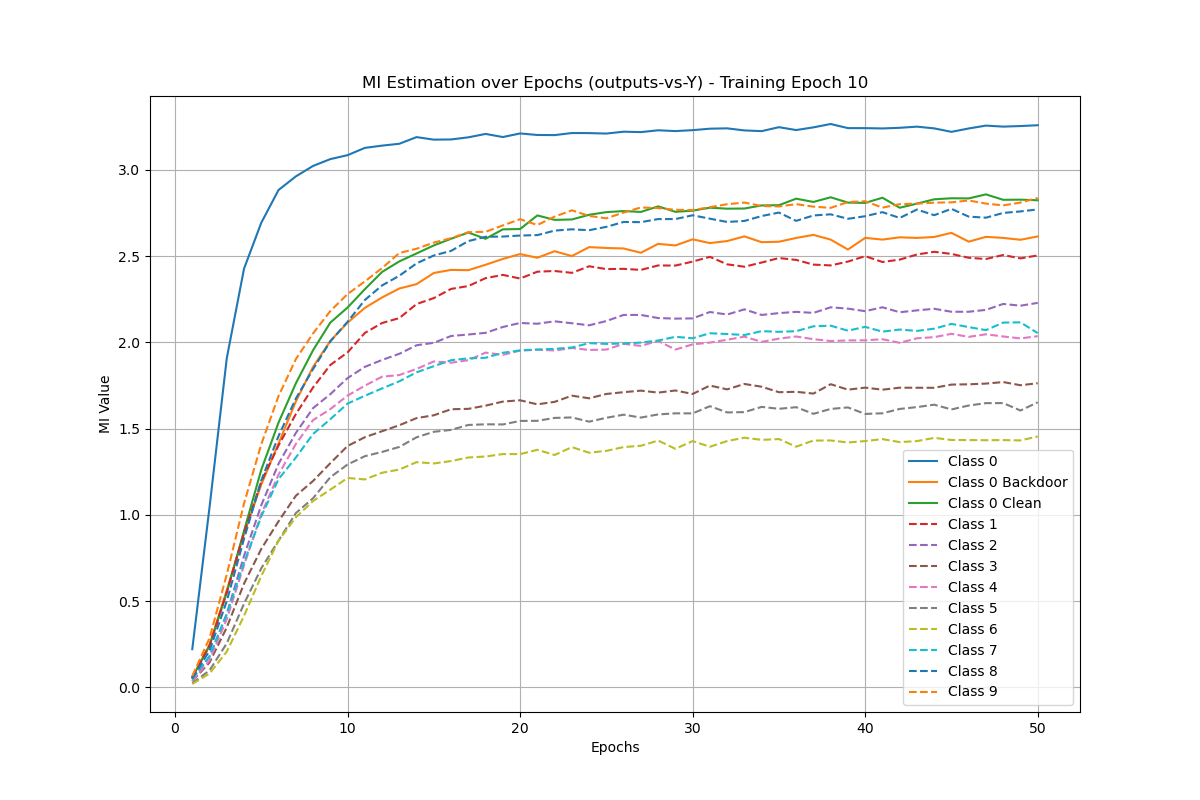 MI Estimation over Epochs (outputs-vs-Y) - Training Epoch 10
MI Value
3.0
2.5
2.0
1.5
1.0
0.5
0.0
0 10 20 30 40 50
Epochs
Class 0
Class 0 Backdoor
Class 0 Clean
Class 1
Class 2
Class 3
Class 4
Class 5
Class 6
Class 7
Class 8
Class 9